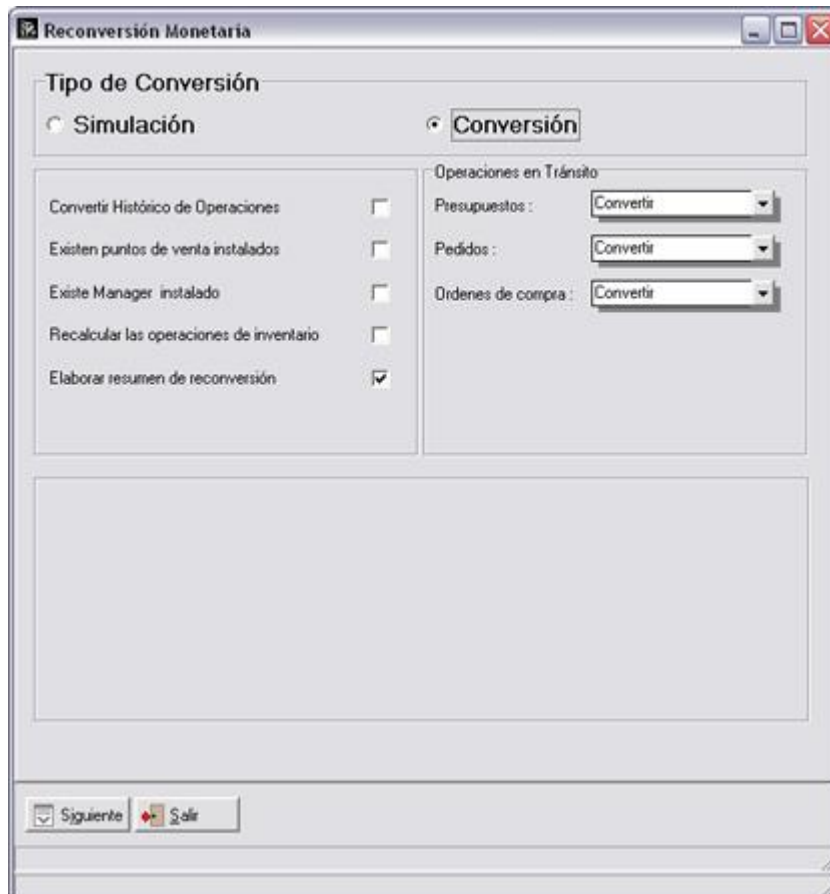 Reconversión Monetaria
Tipo de Conversión
Simulación
Conversión
Convertir Histórico de Operaciones
Existen puntos de venta instalados
Existe Manager instalado
Recalcular las operaciones de inventario
Elaborar resumen de reconversión
Operaciones en Tránsito
Presupuestos : Convertir
Pedidos : Convertir
Ordenes de compra : Convertir
Siguiente
Salir